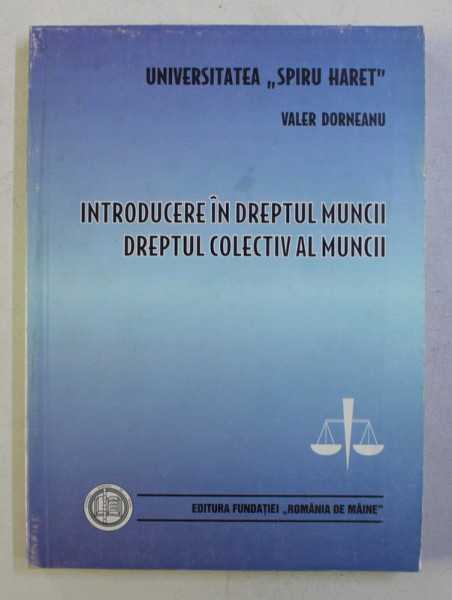 UNIVERSITATEA „SPIRU HARET”
VALER DORNEANU
INTRODUCERE ÎN DREPTUL MUNCII
DREPTUL COLECTIV AL MUNCII
EDITURA FUNDAȚIEI „ROMÂNIA DE MÂINE”